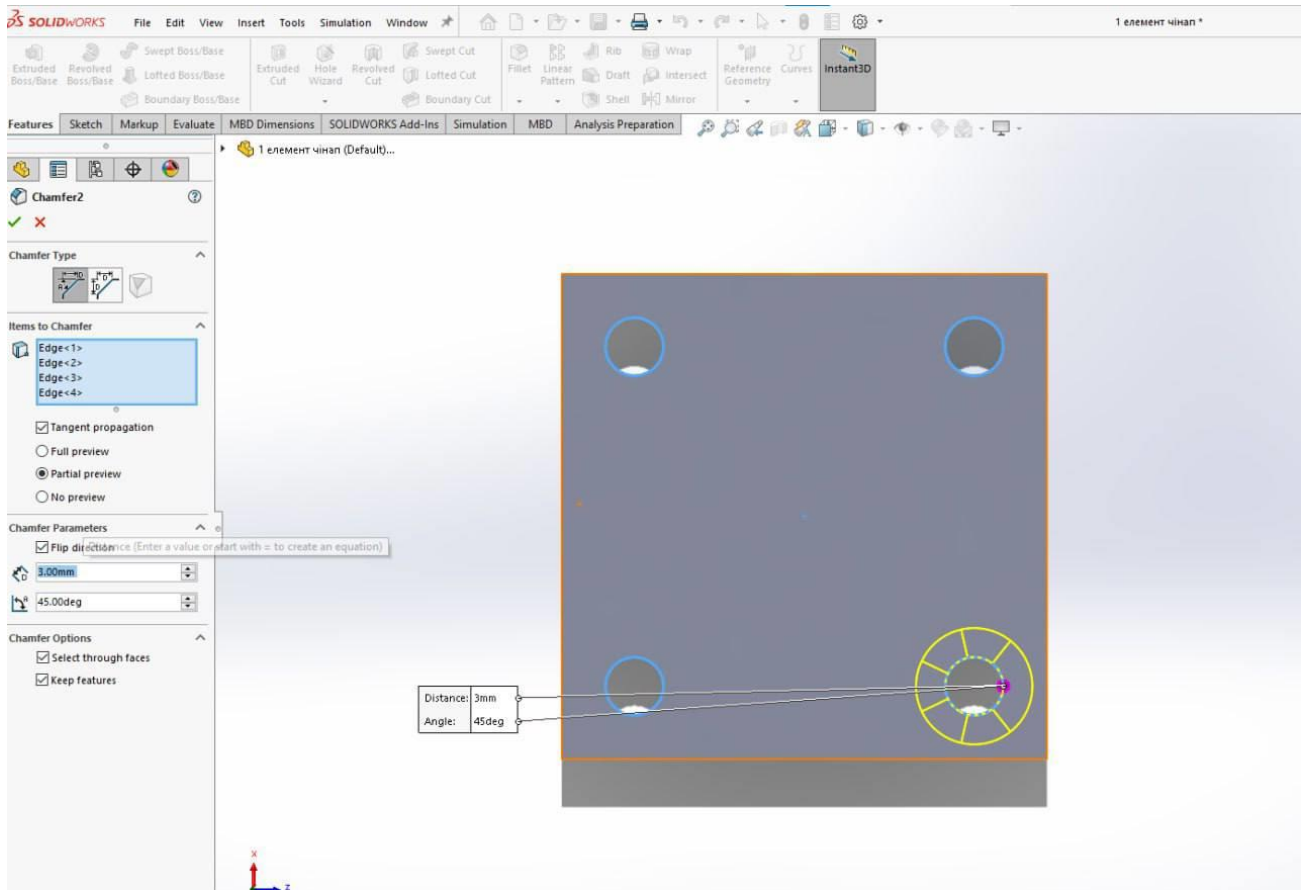 SOLIDWORKS File Edit View Insert Tools Simulation Window 1 елемент чінап *
Extruded Boss/Base
Revolved Boss/Base
Swept Boss/Base
Lofted Boss/Base
Boundary Boss/Base
Extruded Cut
Hole Wizard
Revolved Cut
Swept Cut
Lofted Cut
Boundary Cut
Fillet
Linear Pattern
Rib
Draft
Shell
Wrap
Intersect
Mirror
Reference Geometry
Curves
Instant3D
Features Sketch Markup Evaluate MBD Dimensions SOLIDWORKS Add-Ins Simulation MBD Analysis Preparation
1 елемент чінап (Default)...
Chamfer2
Chamfer Type
Items to Chamfer
Edge<1>
Edge<2>
Edge<3>
Edge<4>
Tangent propagation
Full preview
Partial preview
No preview
Chamfer Parameters
Flip direction
(Enter a value or start with = to create an equation)
3.00mm
45.00deg
Chamfer Options
Select through faces
Keep features
Distance: 3mm
Angle: 45deg
x
z